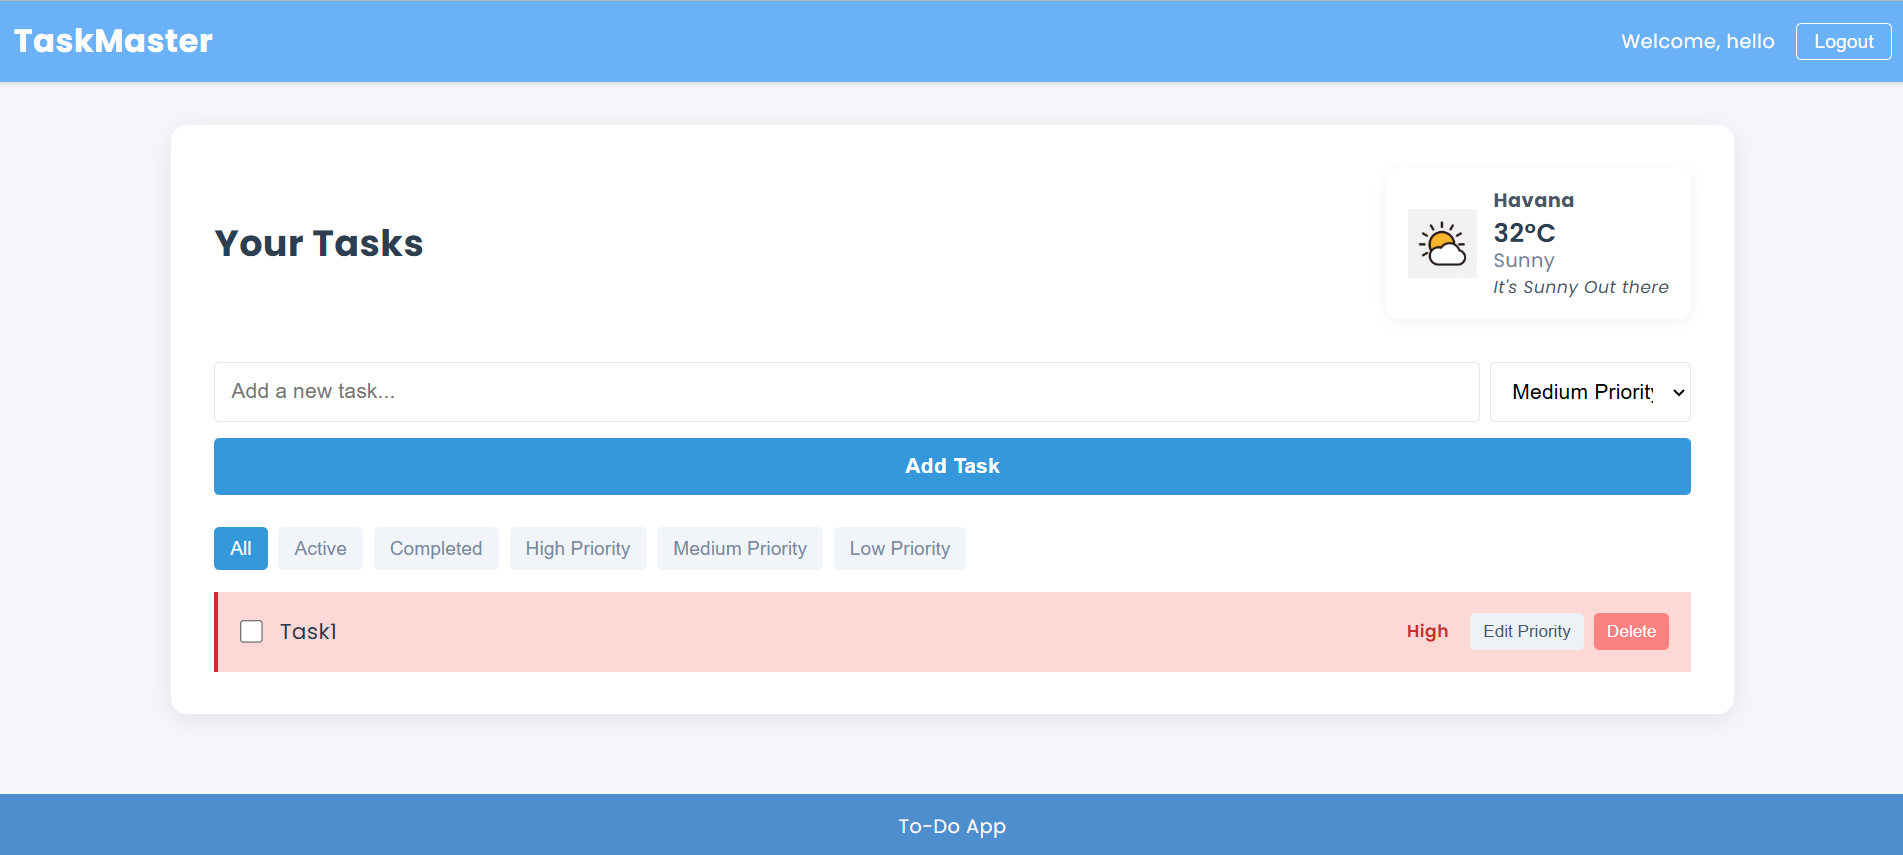 TaskMaster
Welcome, hello
Logout
Your Tasks
Havana
32°C
Sunny
It's Sunny Out there
Add a new task...
Medium Priority
Add Task
All
Active
Completed
High Priority
Medium Priority
Low Priority
Task1
High
Edit Priority
Delete
To-Do App